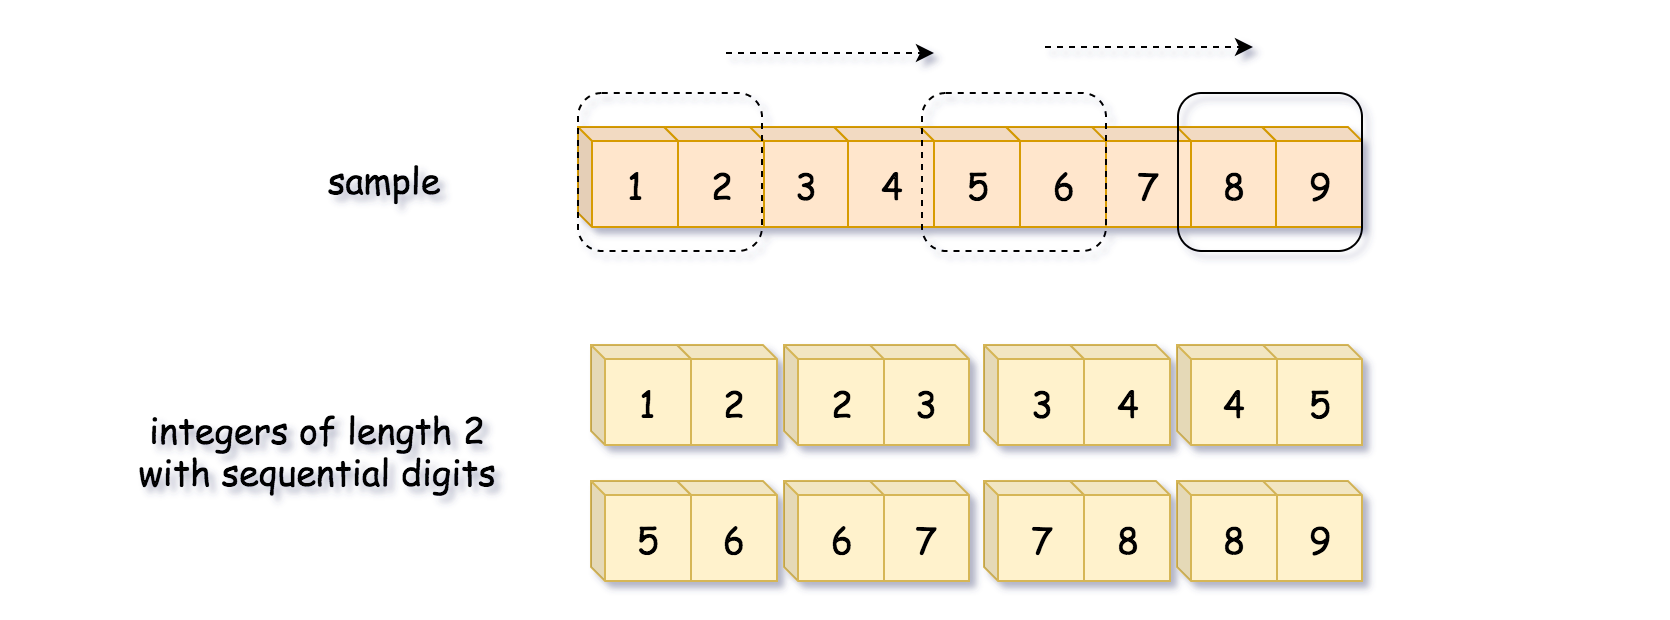 sample
1 2 3 4 5 6 7 8 9
integers of length 2
with sequential digits
1 2 2 3 3 4 4 5
5 6 6 7 7 8 8 9